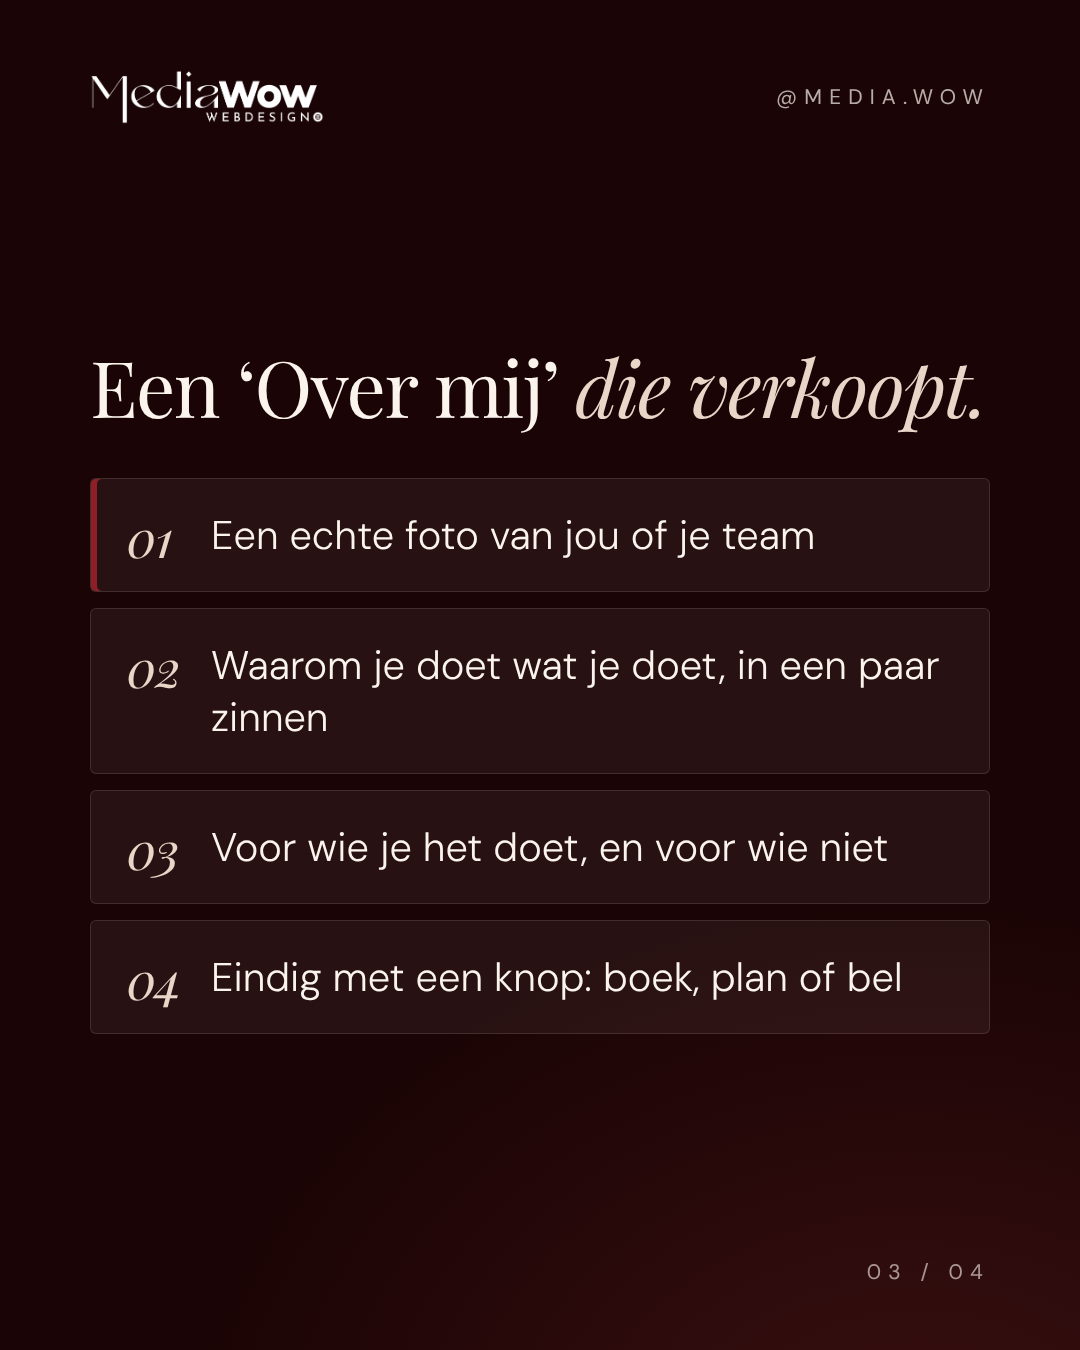 MediaWow
WEBDESIGN
@MEDIA.WOW
Een ‘Over mij’ die verkoopt.
01 Een echte foto van jou of je team
02 Waarom je doet wat je doet, in een paar
zinnen
03 Voor wie je het doet, en voor wie niet
04 Eindig met een knop: boek, plan of bel
03 / 04